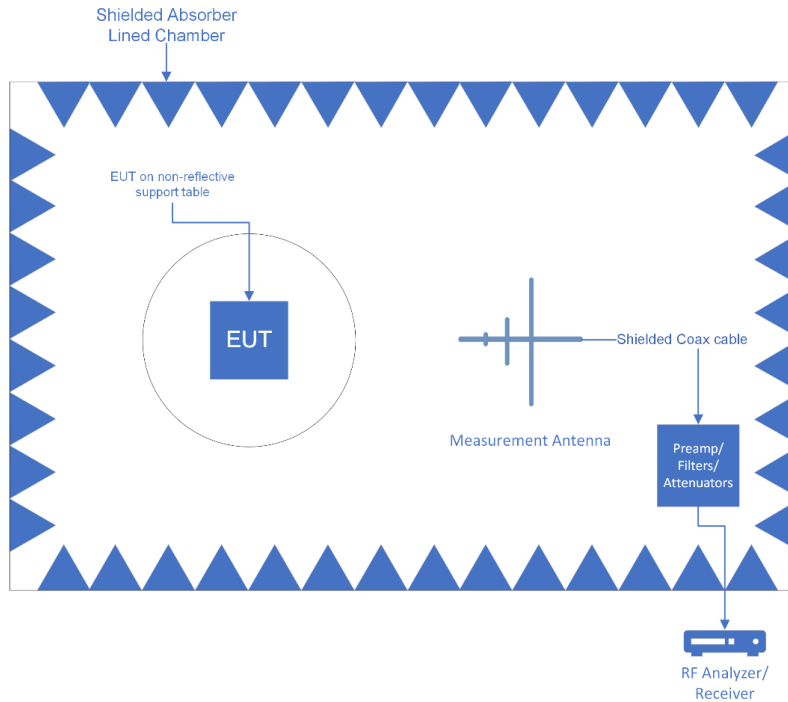 Shielded Absorber
Lined Chamber
EUT on non-reflective
support table
EUT
Shielded Coax cable
Measurement Antenna
Preamp/
Filters/
Attenuators
RF Analyzer/
Receiver